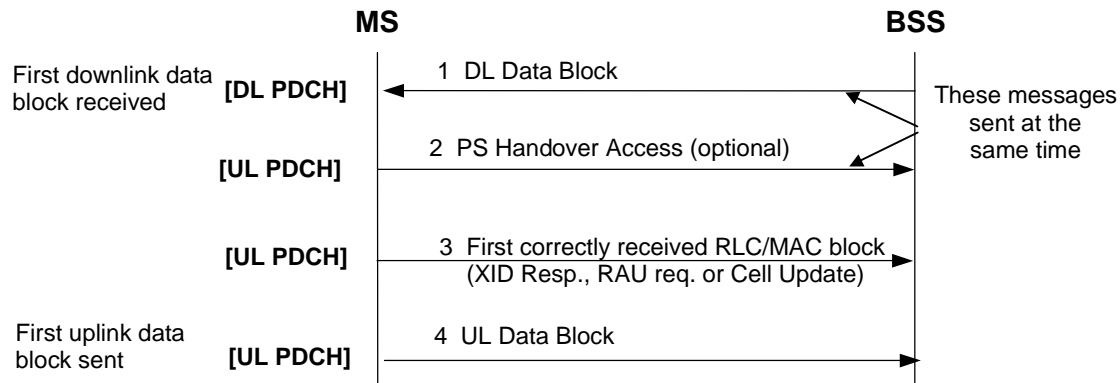 MS
BSS
First downlink data
block received
[DL PDCH]
1 DL Data Block
These messages
sent at the
same time
[UL PDCH]
2 PS Handover Access (optional)
[UL PDCH]
3 First correctly received RLC/MAC block
(XID Resp., RAU req. or Cell Update)
First uplink data
block sent
[UL PDCH]
4 UL Data Block